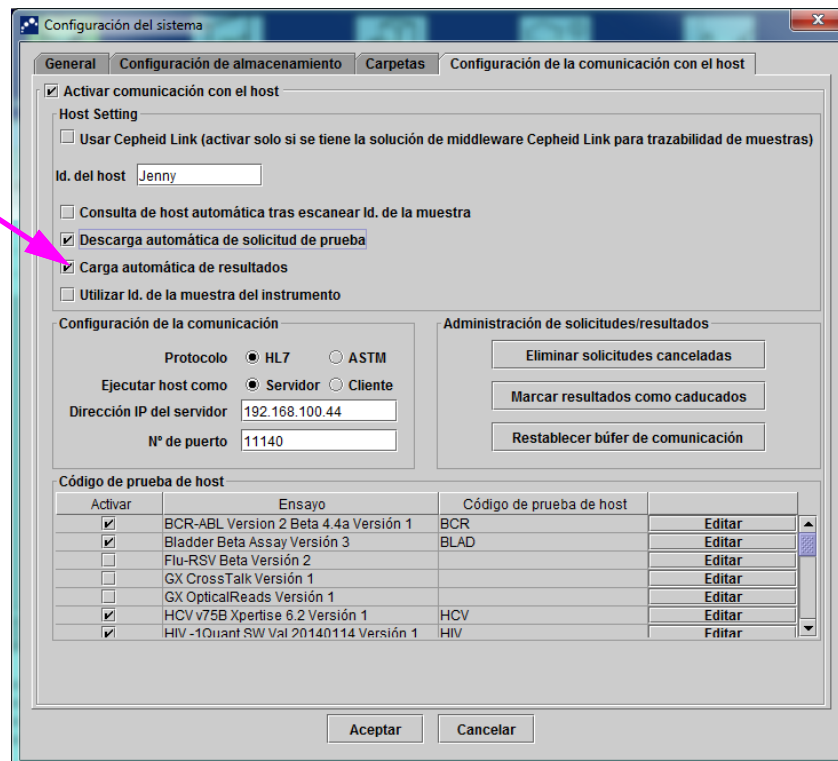 Configuración del sistema
General Configuración de almacenamiento Carpetas Configuración de la comunicación con el host
Activar comunicación con el host
Host Setting
Usar Cepheid Link (activar solo si se tiene la solución de middleware Cepheid Link para trazabilidad de muestras)
Id. del host Jenny
Consulta de host automática tras escanear Id. de la muestra
Descarga automática de solicitud de prueba
Carga automática de resultados
Utilizar Id. de la muestra del instrumento
Configuración de la comunicación
Protocolo HL7 ASTM
Ejecutar host como Servidor Cliente
Dirección IP del servidor 192.168.100.44
Nº de puerto 11140
Administración de solicitudes/resultados
Eliminar solicitudes canceladas
Marcar resultados como caducados
Restablecer búfer de comunicación
Código de prueba de host
Activar Ensayo Código de prueba de host
BCR-ABL Version 2 Beta 4.4a Versión 1 BCR Editar
Bladder Beta Assay Versión 3 BLAD Editar
Flu-RSV Beta Versión 2 Editar
GX CrossTalk Versión 1 Editar
GX OpticalReads Versión 1 Editar
HCV v75B Xpertise 6.2 Versión 1 HCV Editar
HIV -1Quant SW Val 20140114 Versión 1 HIV Editar
Aceptar Cancelar